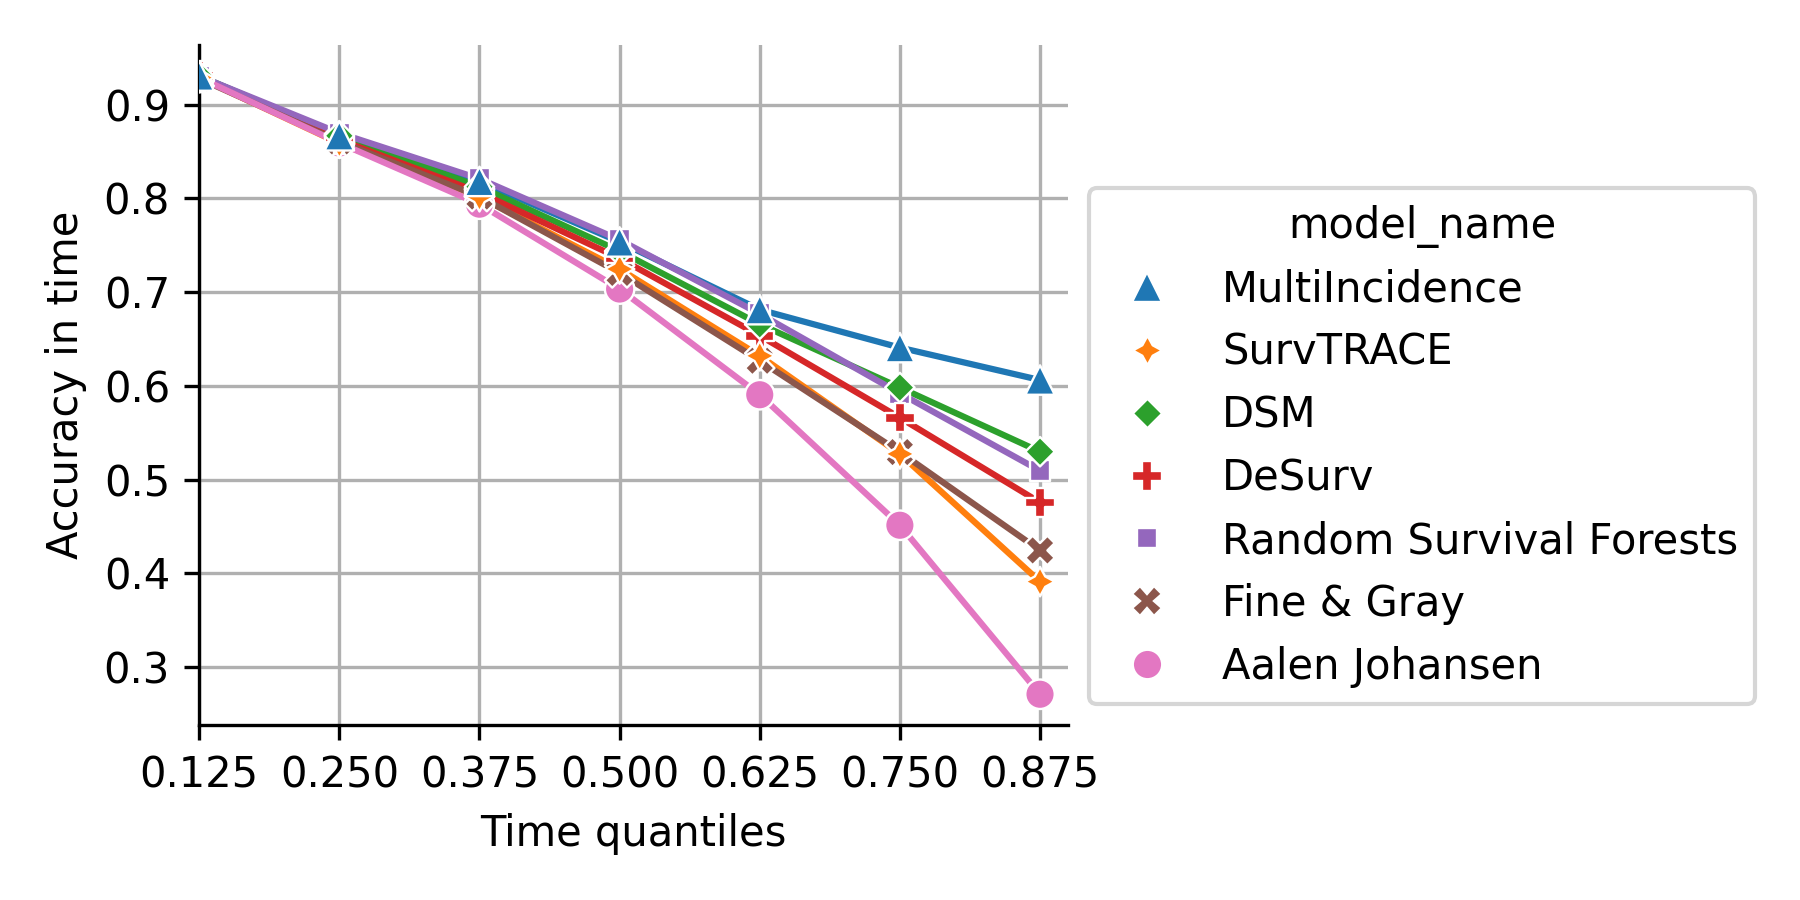 0.9
0.8
0.7
0.6
0.5
0.4
0.3
Accuracy in time
0.125 0.250 0.375 0.500 0.625 0.750 0.875
Time quantiles
model_name
MultiIncidence
SurvTRACE
DSM
DeSurv
Random Survival Forests
Fine & Gray
Aalen Johansen